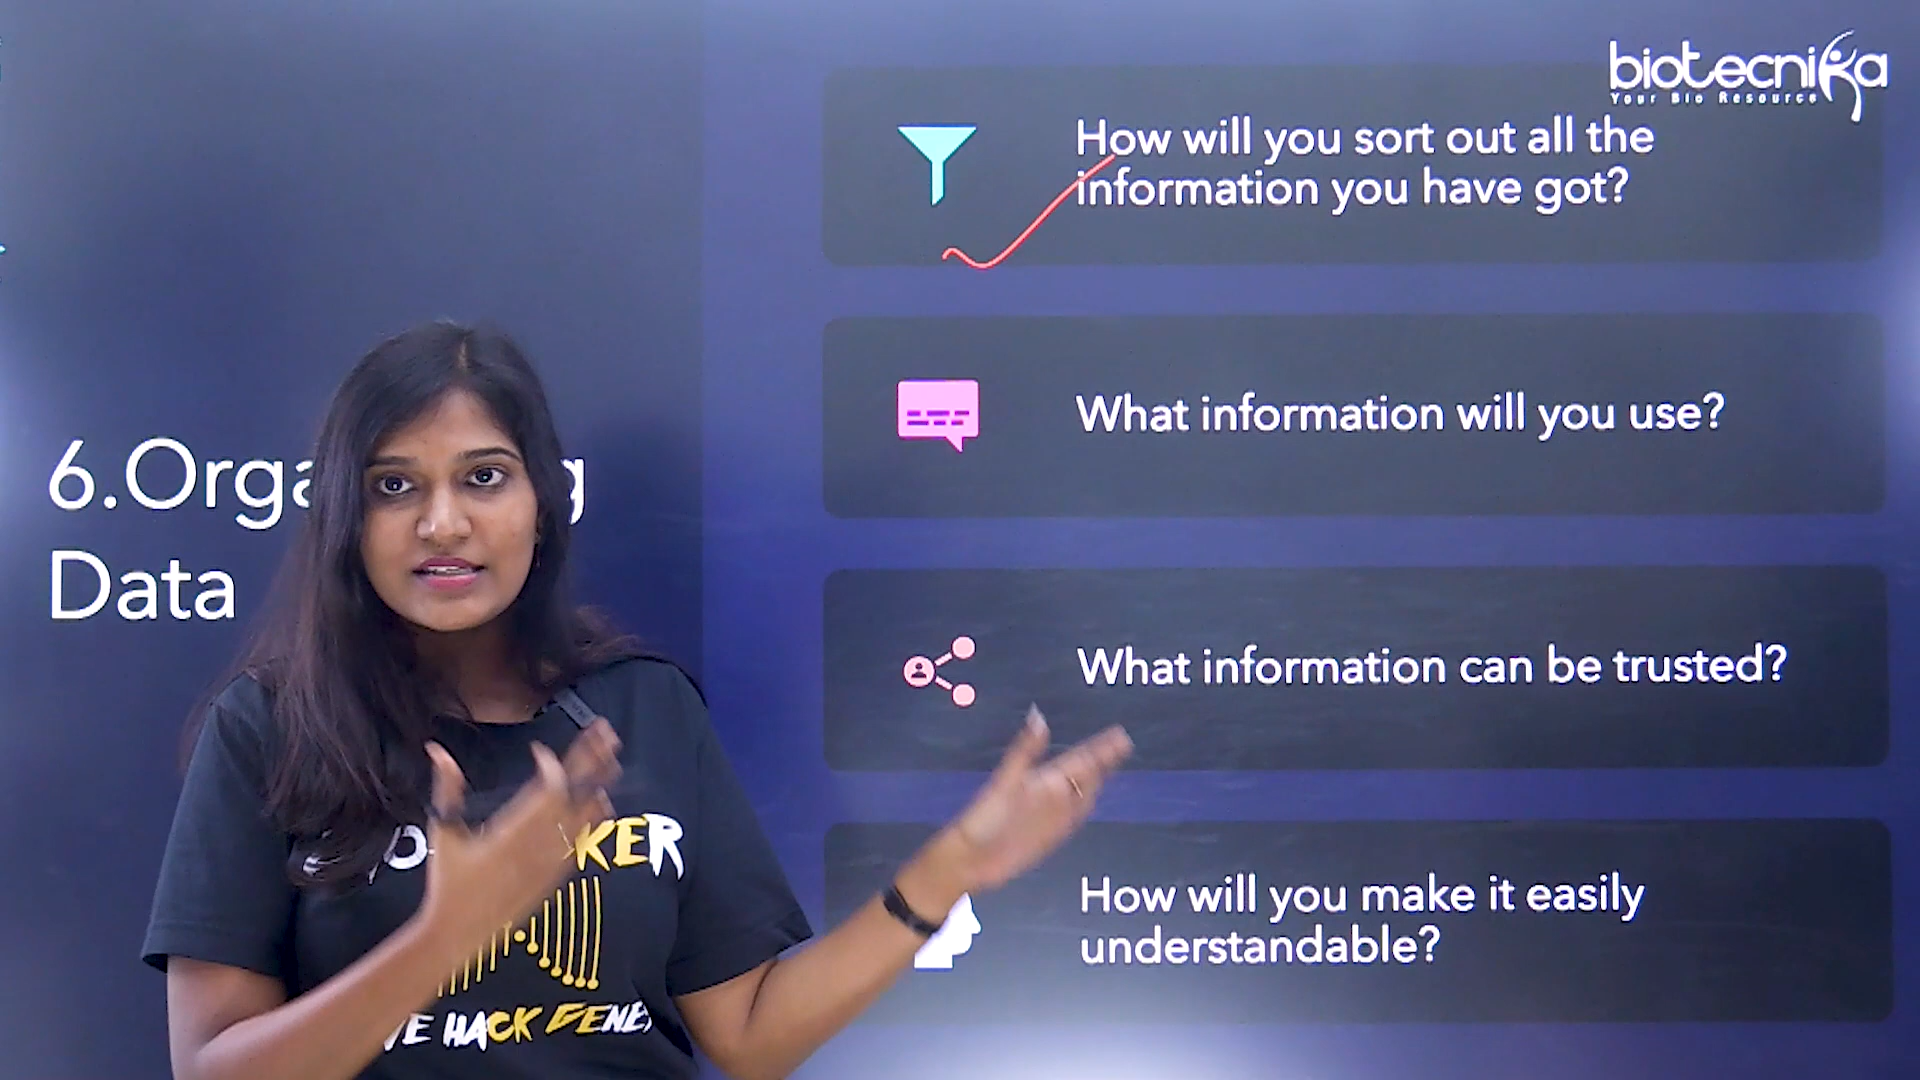 biotecnika
Your Bio Resource
How will you sort out all the
information you have got?
What information will you use?
6.Orga g
Data
What information can be trusted?
KER
How will you make it easily
understandable?
HACK GENE